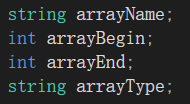 string arrayName;
int arrayBegin;
int arrayEnd;
string arrayType;